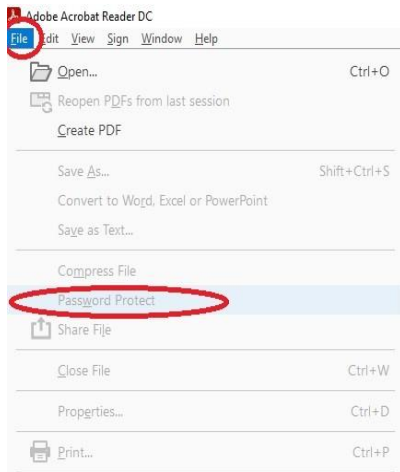 Adobe Acrobat Reader DC
File Edit View Sign Window Help
Open... Ctrl+O
Reopen PDFs from last session
Create PDF
Save As... Shift+Ctrl+S
Convert to Word, Excel or PowerPoint
Save as Text...
Compress File
Password Protect
Share File
Close File Ctrl+W
Properties... Ctrl+D
Print... Ctrl+P